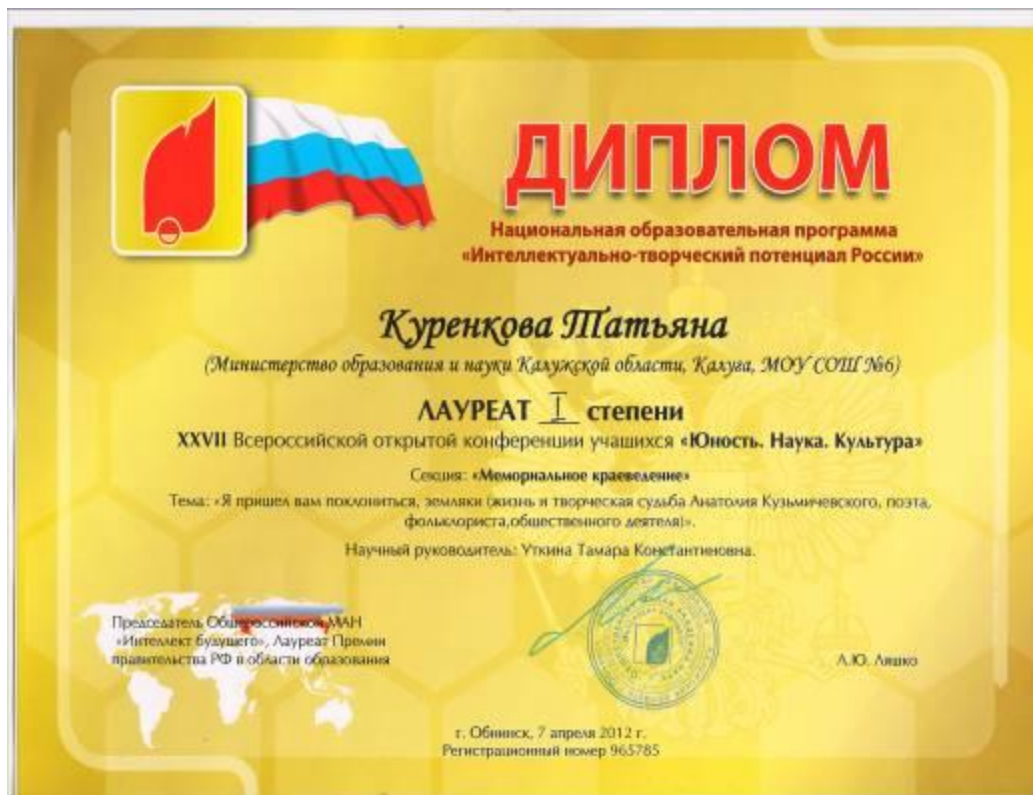 ДИПЛОМ
Национальная образовательная программа
«Интеллектуально-творческий потенциал России»
Куренкова Татьяна
(Министерство образования и науки Калужской области, Калуга, МОУ СОШ №6)
ЛАУРЕАТ I степени
XXVII Всероссийской открытой конференции учащихся «Юность. Наука. Культура»
Секция: «Мемориальное краеведение»
Тема: «Я пришел вам поклониться, земляки (жизнь и творческая судьба Анатолия Кузьмичевского, поэта,
фольклориста,общественного деятеля)».
Научный руководитель: Уткина Тамара Константиновна.
Председатель Общероссийской МАН
«Интеллект будущего», Лауреат Премии
правительства РФ в области образования
Л.Ю. Ляшко
г. Обнинск, 7 апреля 2012 г.
Регистрационный номер 965785